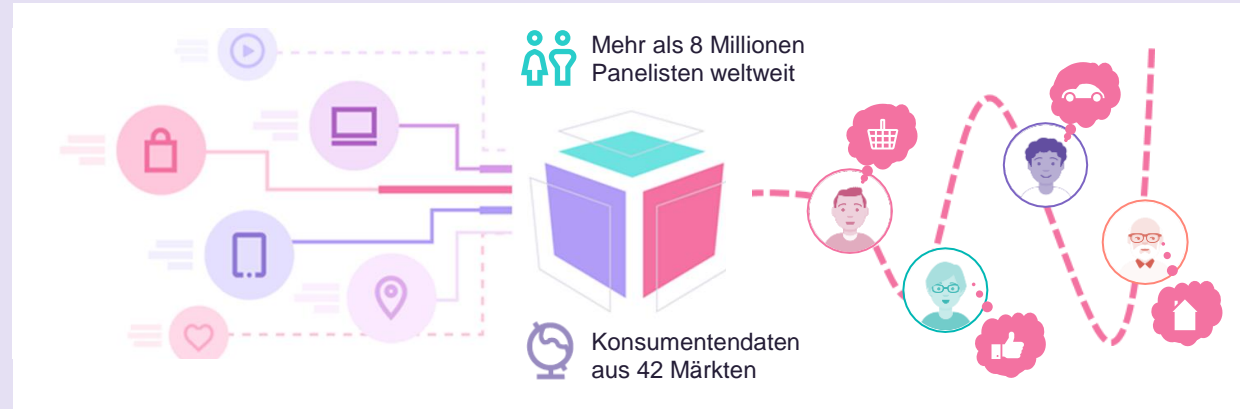 Mehr als 8 Millionen
Panelisten weltweit
Konsumentendaten
aus 42 Märkten